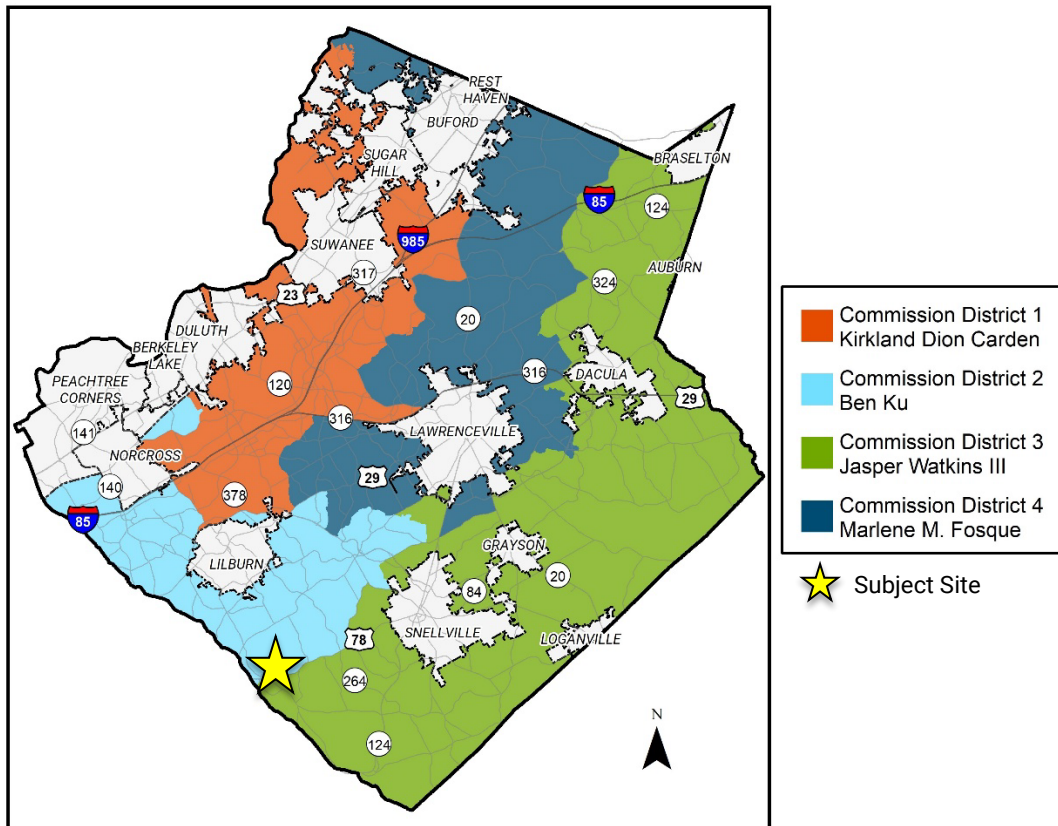 REST
HAVEN
BUFORD
BRASELTON
SUGAR
HILL
85
124
SUWANEE
985
317
AUBURN
324
23
20
DULUTH
BERKELEY
LAKE
PEACHTREE
CORNERS
120
316
DACULA
29
316
141
LAWRENCEVILLE
NORCROSS
29
140
378
85
LILBURN
GRAYSON
20
84
SNELLVILLE
LOGANVILLE
78
264
124
N
Commission District 1
Kirkland Dion Carden
Commission District 2
Ben Ku
Commission District 3
Jasper Watkins III
Commission District 4
Marlene M. Fosque
Subject Site